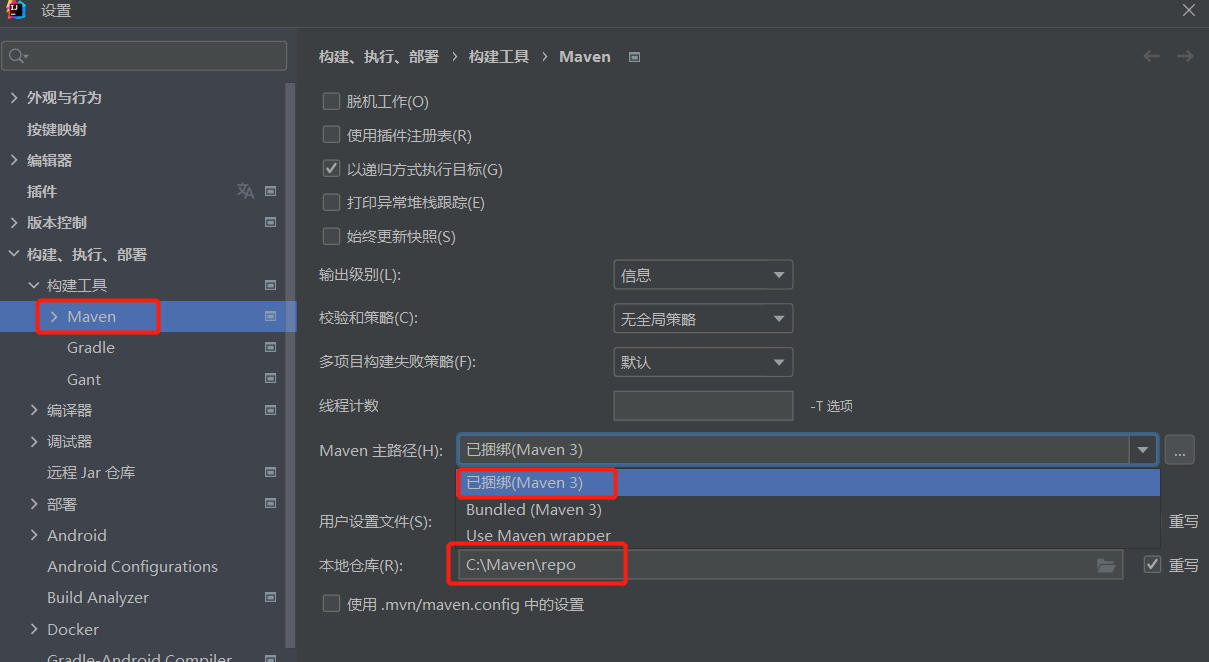 设置
外观与行为
按键映射
编辑器
插件
版本控制
构建、执行、部署
构建工具
Maven
Gradle
Gant
编译器
调试器
远程 Jar 仓库
部署
Android
Android Configurations
Build Analyzer
Docker
Gradle-Android Compiler
构建、执行、部署 › 构建工具 › Maven
脱机工作(O)
使用插件注册表(R)
以递归方式执行目标(G)
打印异常堆栈跟踪(E)
始终更新快照(S)
输出级别(L): 信息
校验和策略(C): 无全局策略
多项目构建失败策略(F): 默认
线程计数 -T 选项
Maven 主路径(H): 已捆绑(Maven 3) ...
已捆绑(Maven 3)
Bundled (Maven 3)
用户设置文件(S): 重写
Use Maven wrapper
本地仓库(R): C:\Maven\repo 重写
使用 .mvn/maven.config 中的设置